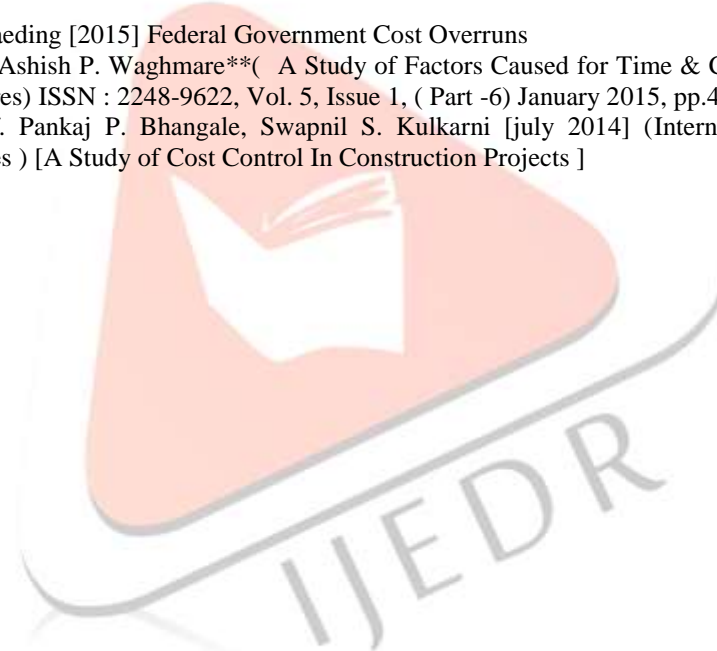 eding [2015] Federal Government Cost Overruns
Ashish P. Waghmare**( A Study of Factors Caused for Time & C
es) ISSN : 2248-9622, Vol. 5, Issue 1, ( Part -6) January 2015, pp.4
. Pankaj P. Bhangale, Swapnil S. Kulkarni [july 2014] (Intern
s ) [A Study of Cost Control In Construction Projects ]
IJEDR